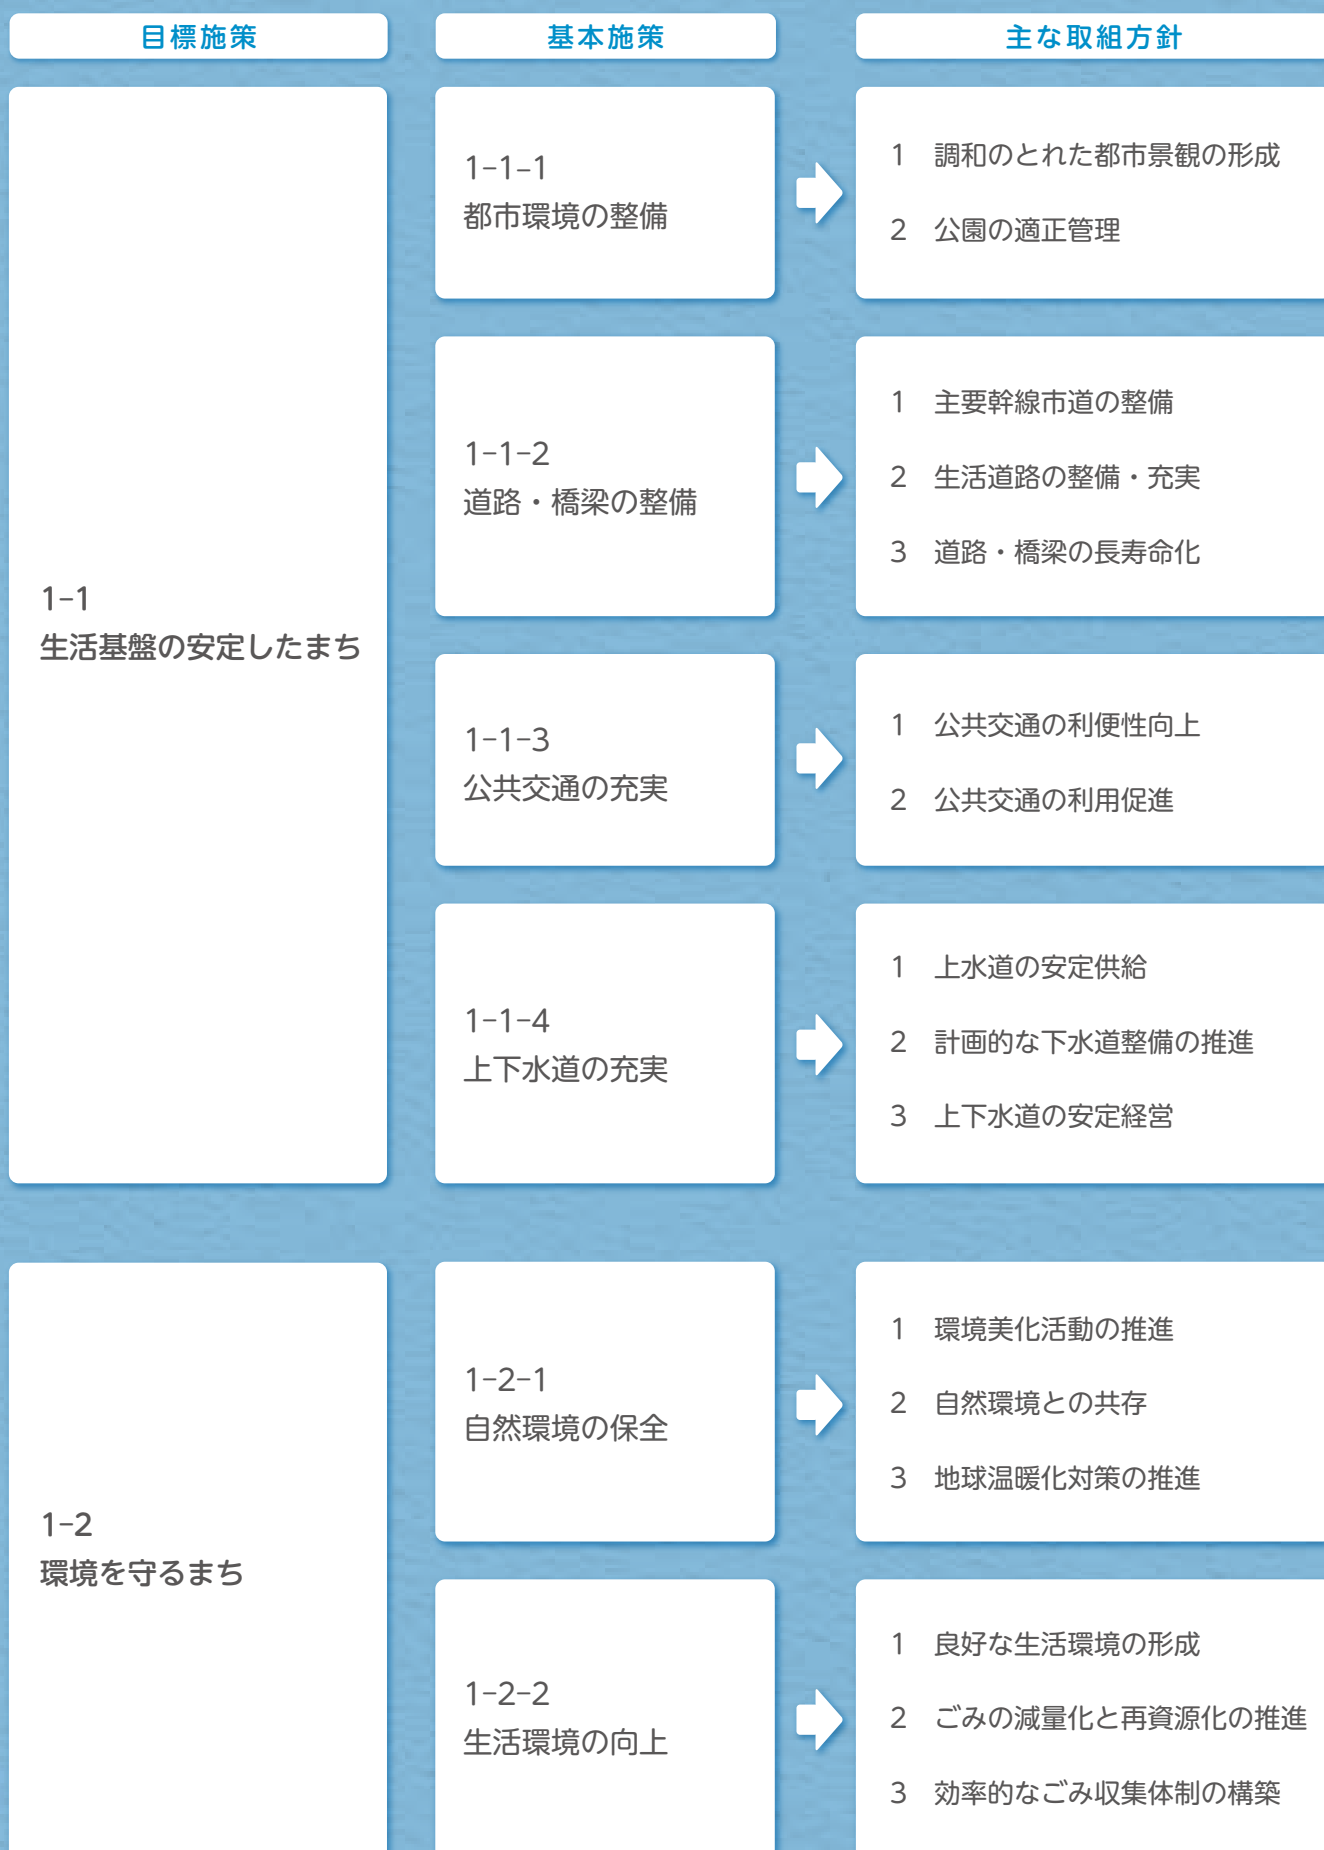 目標施策
基本施策
主な取組方針
1-1
生活基盤の安定したまち
1-1-1
都市環境の整備
1 調和のとれた都市景観の形成
2 公園の適正管理
1-1-2
道路・橋梁の整備
1 主要幹線市道の整備
2 生活道路の整備・充実
3 道路・橋梁の長寿命化
1-1-3
公共交通の充実
1 公共交通の利便性向上
2 公共交通の利用促進
1-1-4
上下水道の充実
1 上水道の安定供給
2 計画的な下水道整備の推進
3 上下水道の安定経営
1-2
環境を守るまち
1-2-1
自然環境の保全
1 環境美化活動の推進
2 自然環境との共存
3 地球温暖化対策の推進
1-2-2
生活環境の向上
1 良好な生活環境の形成
2 ごみの減量化と再資源化の推進
3 効率的なごみ収集体制の構築